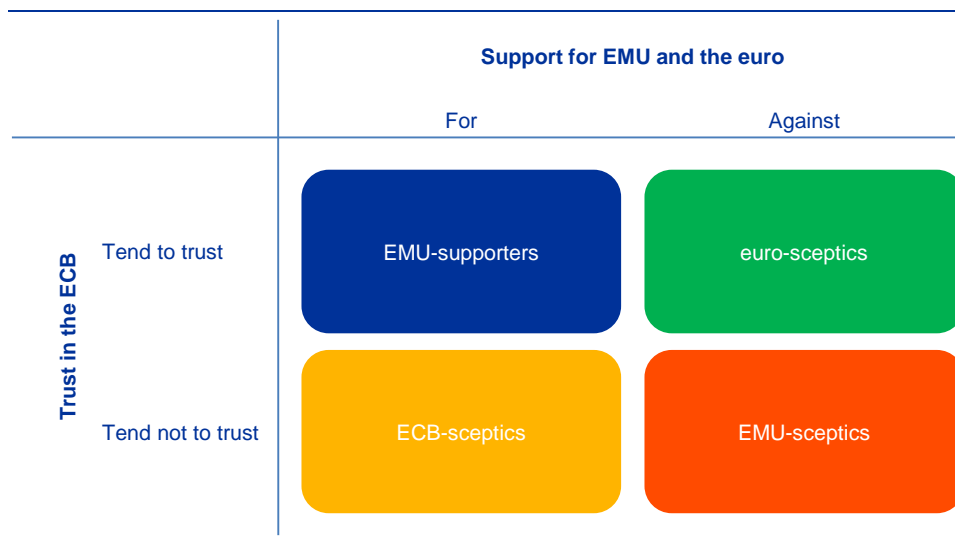 Support for EMU and the euro
For
Against
Trust in the ECB
Tend to trust
EMU-supporters
euro-sceptics
Tend not to trust
ECB-sceptics
EMU-sceptics